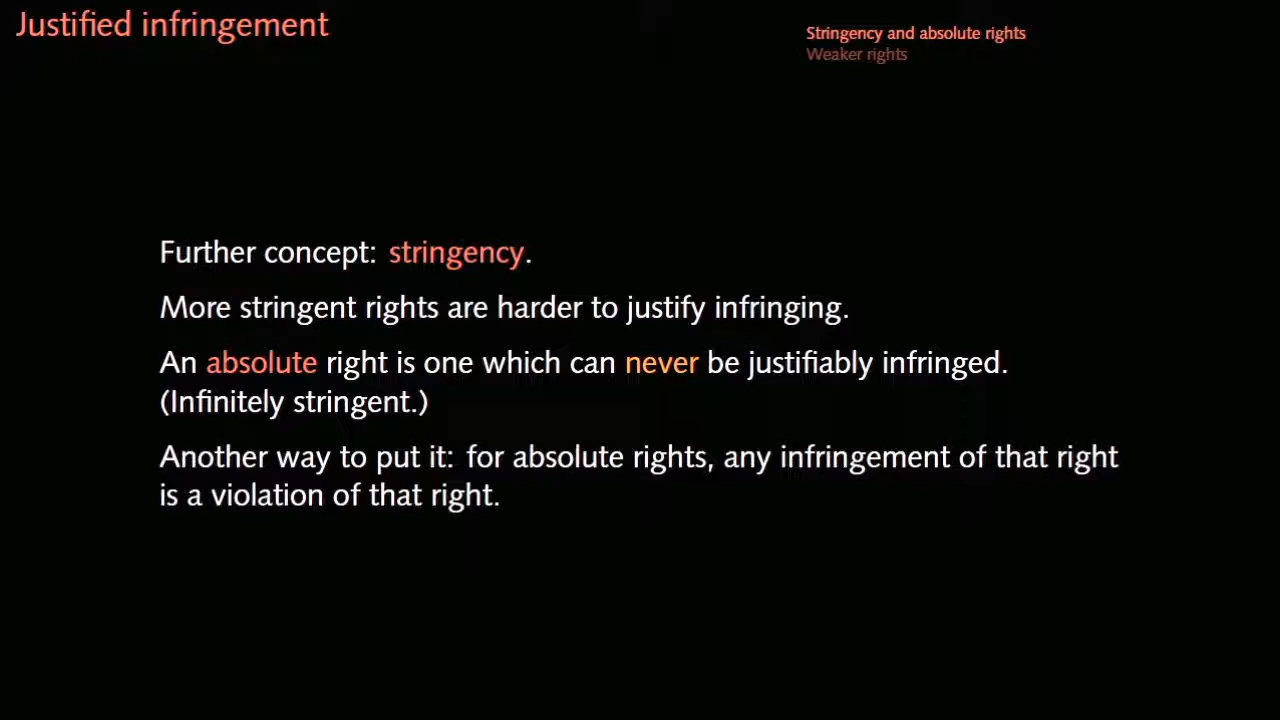 Justified infringement
Stringency and absolute rights
Weaker rights
Further concept: stringency.
More stringent rights are harder to justify infringing.
An absolute right is one which can never be justifiably infringed.
(Infinitely stringent.)
Another way to put it: for absolute rights, any infringement of that right
is a violation of that right.